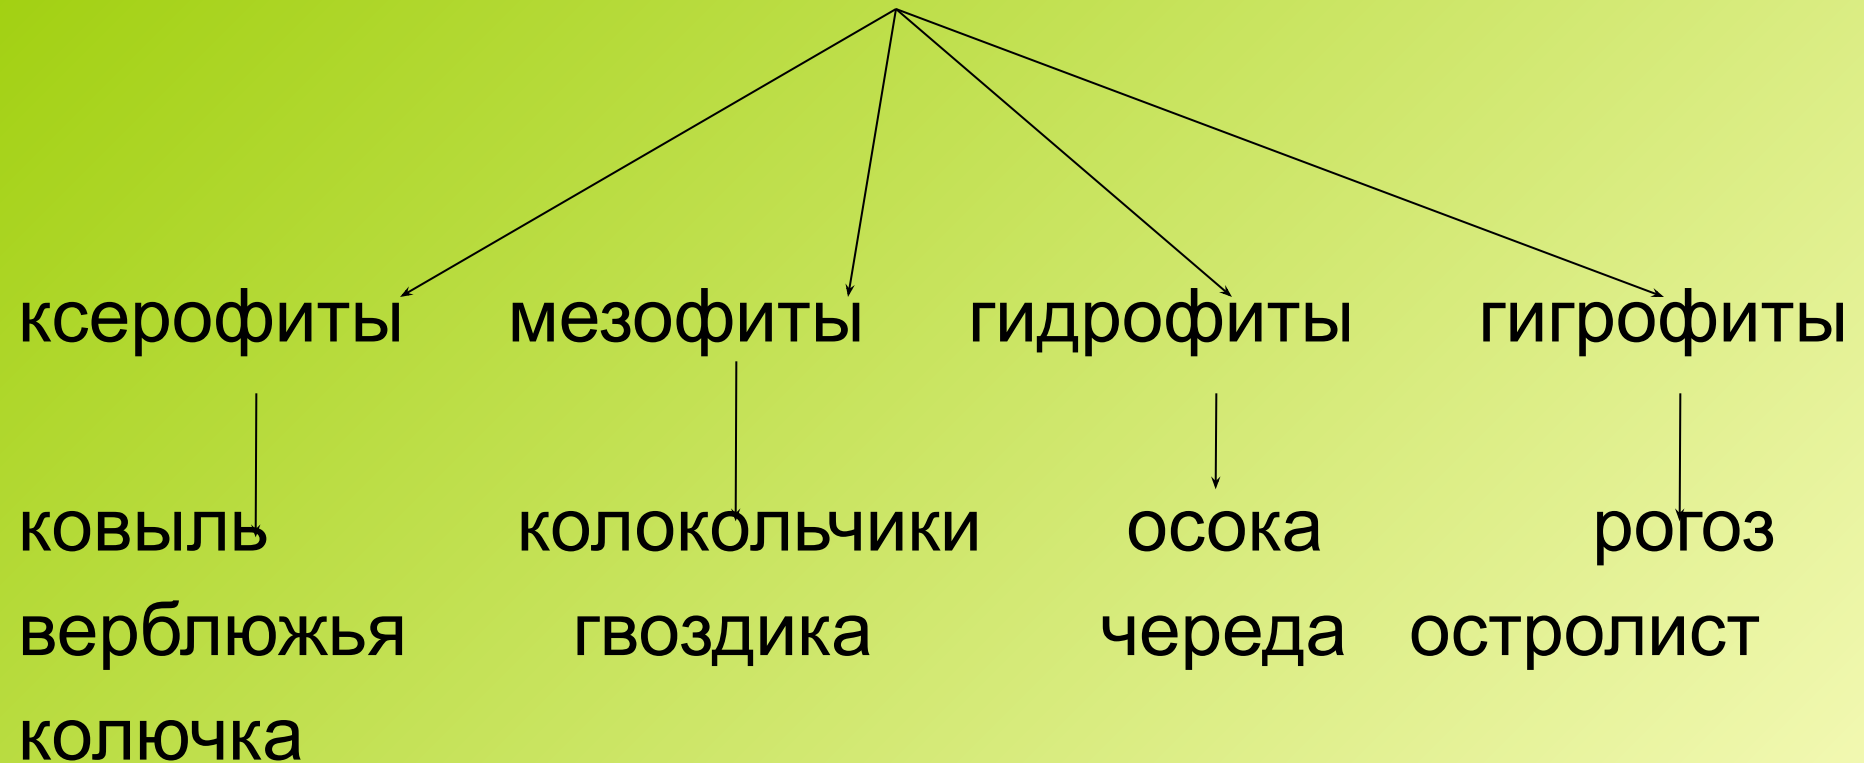 ксерофиты мезофиты гидрофиты гигрофиты
ковыль колокольчики осока рогоз
верблюжья гвоздика череда остролист
колючка